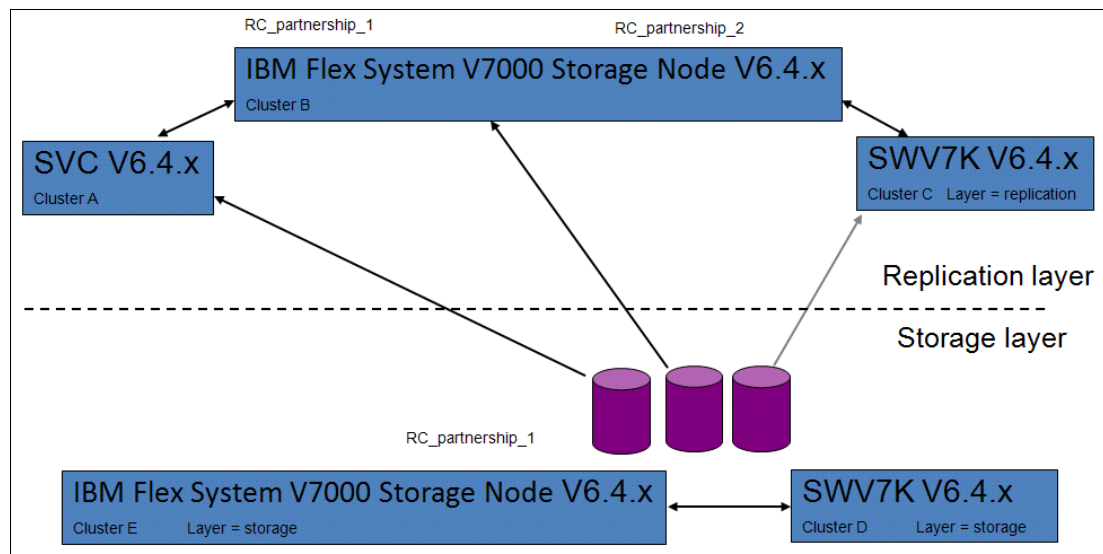 RC_partnership_1
RC_partnership_2
IBM Flex System V7000 Storage Node V6.4.x
Cluster B
SVC V6.4.x
Cluster A
SWV7K V6.4.x
Cluster C Layer = replication
Replication layer
Storage layer
RC_partnership_1
IBM Flex System V7000 Storage Node V6.4.x
Cluster E Layer = storage
SWV7K V6.4.x
Cluster D Layer = storage